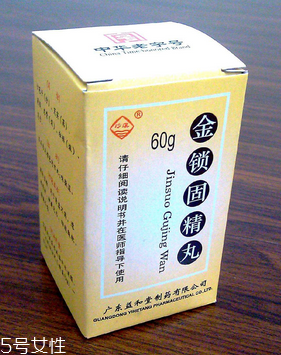 中华老字号
China Time-honored Brand
60g
金锁固精丸
Jinsuo Gujing Wan
请仔细阅读说明书并在医师指导下使用
广东益和堂制药有限公司
GUANGDONG YIHETANG PHARMACEUTICAL CO.,LTD.
5号女性